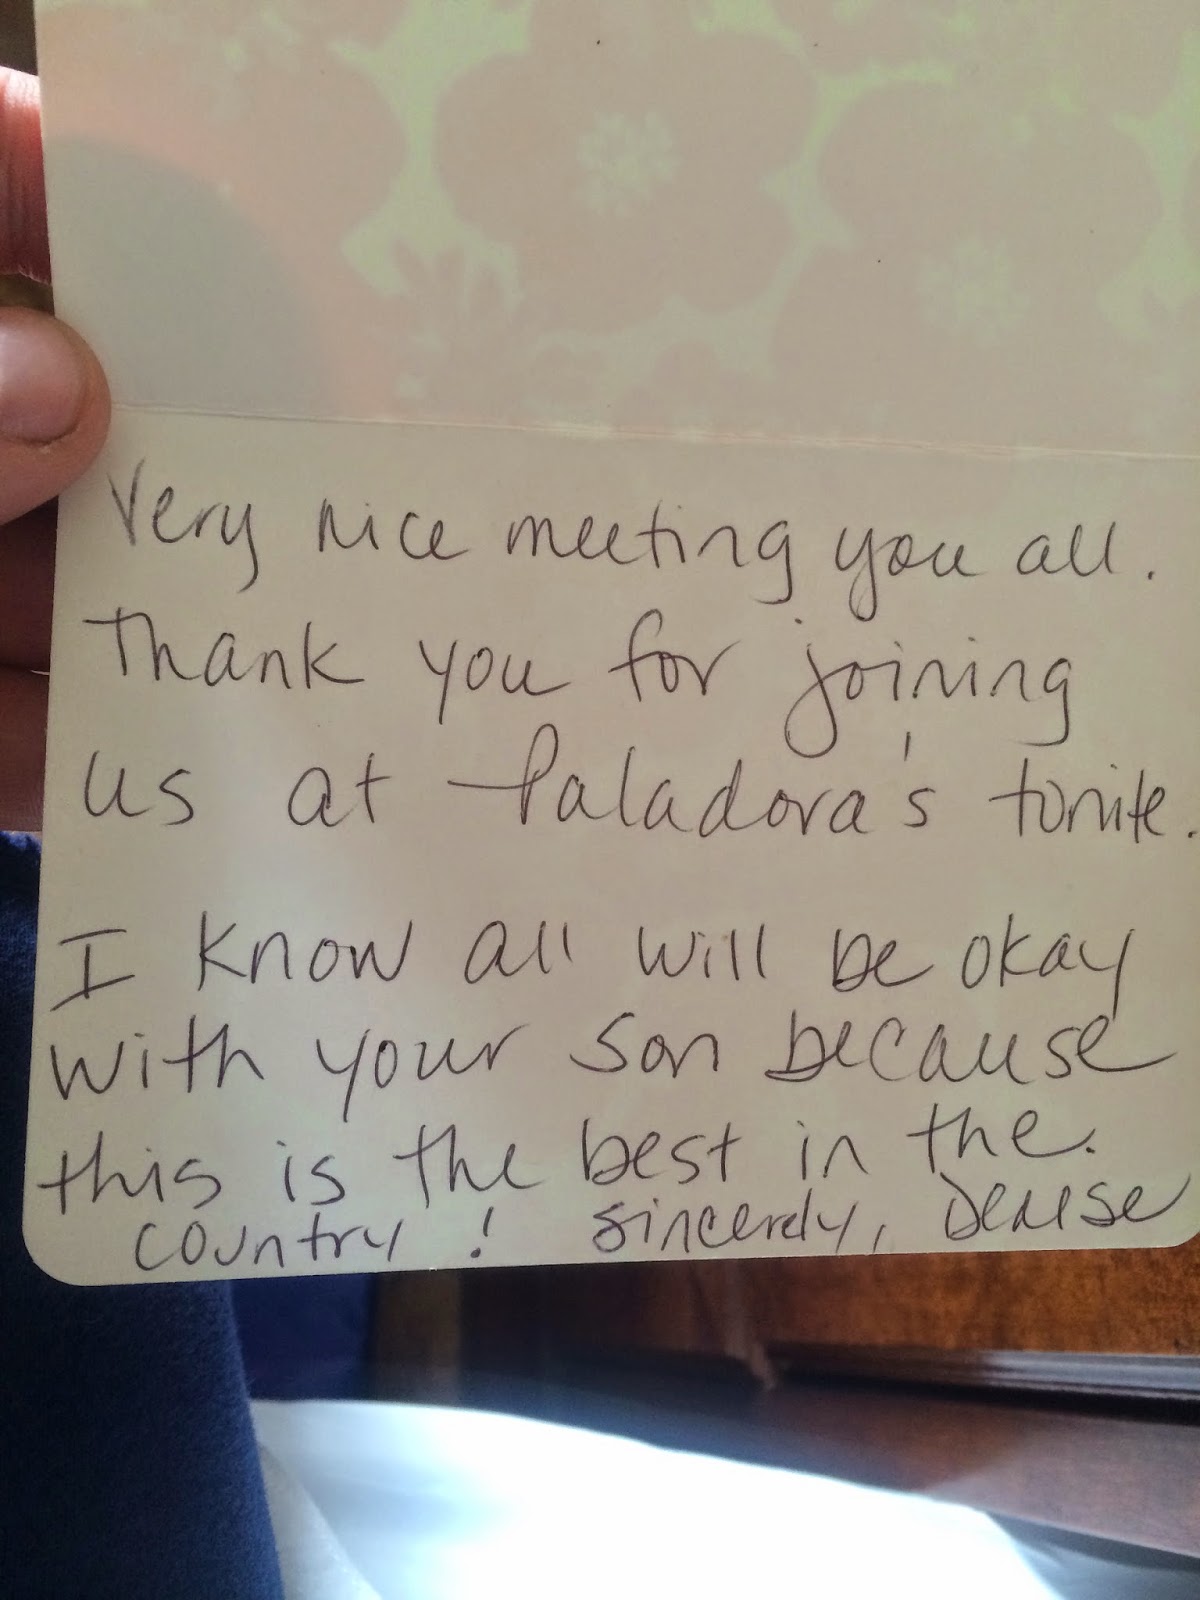 Very nice meeting you all.
Thank you for joining
us at Paladora's tonite.
I know all will be okay
with your son because
this is the best in the.
country! Sincerely, Denise